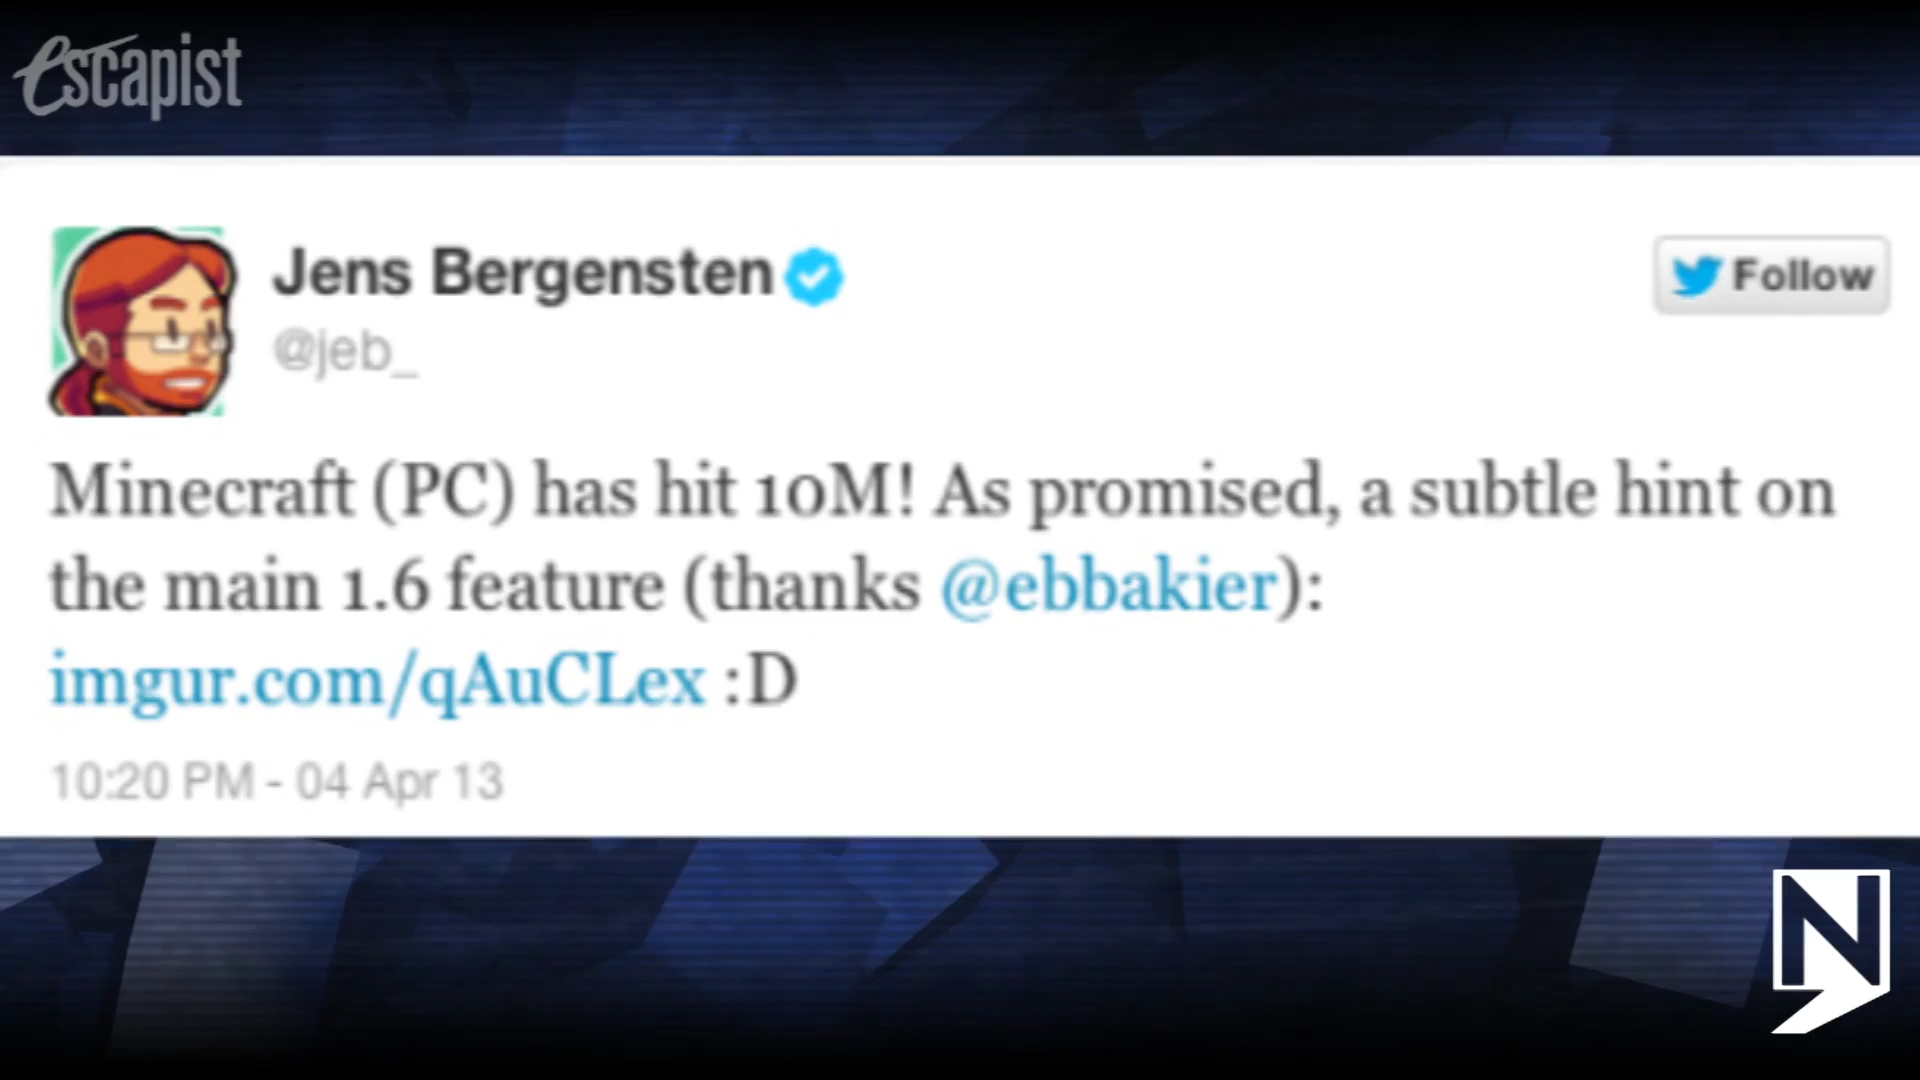 escapist
Jens Bergensten
Follow
@jeb_
Minecraft (PC) has hit 10M! As promised, a subtle hint on
the main 1.6 feature (thanks @ebbakier):
imgur.com/qAuCLex :D
10:20 PM - 04 Apr 13
N